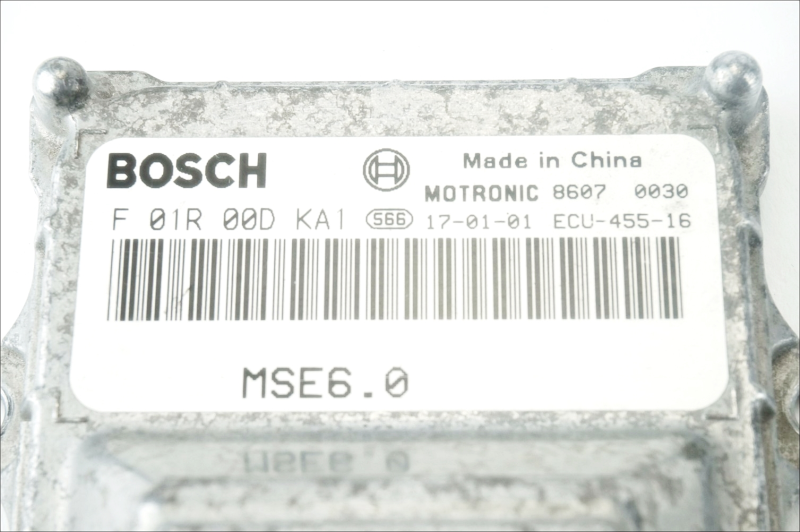 BOSCH Made in China
MOTRONIC 8607 0030
F 01R 00D KA1 566 17-01-01 ECU-455-16
MSE6.0